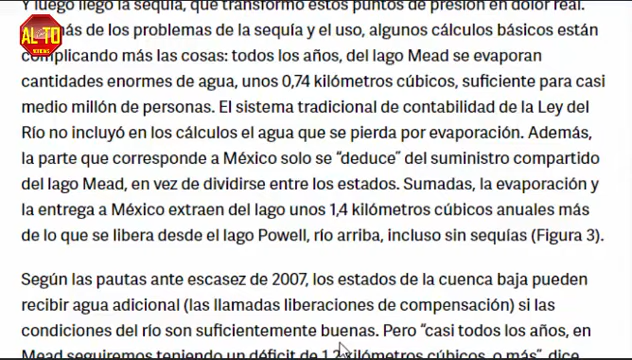 Y luego llegó la sequía, que transformó estos puntos de presión en dolor real.
AL TO
más de los problemas de la sequía y el uso, algunos cálculos básicos están
complicando más las cosas: todos los años, del lago Mead se evaporan
cantidades enormes de agua, unos 0,74 kilómetros cúbicos, suficiente para casi
medio millón de personas. El sistema tradicional de contabilidad de la Ley del
Río no incluyó en los cálculos el agua que se pierda por evaporación. Además,
la parte que corresponde a México solo se “deduce” del suministro compartido
del lago Mead, en vez de dividirse entre los estados. Sumadas, la evaporación y
la entrega a México extraen del lago unos 1,4 kilómetros cúbicos anuales más
de lo que se libera desde el lago Powell, río arriba, incluso sin sequías (Figura 3).
Según las pautas ante escasez de 2007, los estados de la cuenca baja pueden
recibir agua adicional (las llamadas liberaciones de compensación) si las
condiciones del río son suficientemente buenas. Pero “casi todos los años, en
Mead seguiremos teniendo un déficit de 1,2 kilómetros cúbicos, o más”, dice